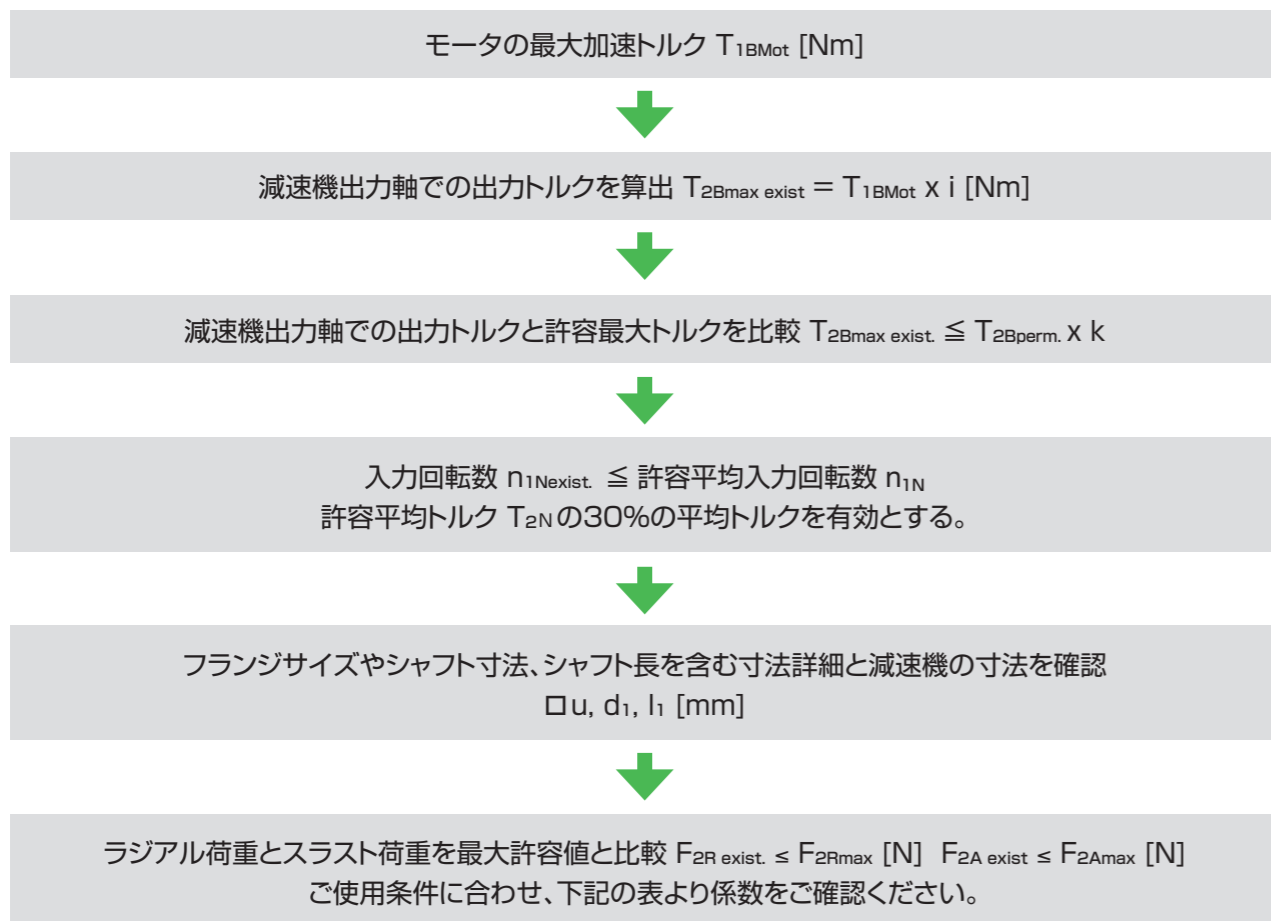 モータの最大加速トルク T1BMot [Nm]
減速機出力軸での出力トルクを算出 T2Bmax exist = T1BMot x i [Nm]
減速機出力軸での出力トルクと許容最大トルクを比較 T2Bmax exist. ≦ T2Bperm. x k
入力回転数 n1Nexist. ≦ 許容平均入力回転数 n1N
許容平均トルク T2Nの30%の平均トルクを有効とする。
フランジサイズやシャフト寸法、シャフト長を含む寸法詳細と減速機の寸法を確認
□u, d1, l1 [mm]
ラジアル荷重とスラスト荷重を最大許容値と比較 F2R exist. ≤ F2Rmax [N] F2A exist ≤ F2Amax [N]
ご使用条件に合わせ、下記の表より係数をご確認ください。